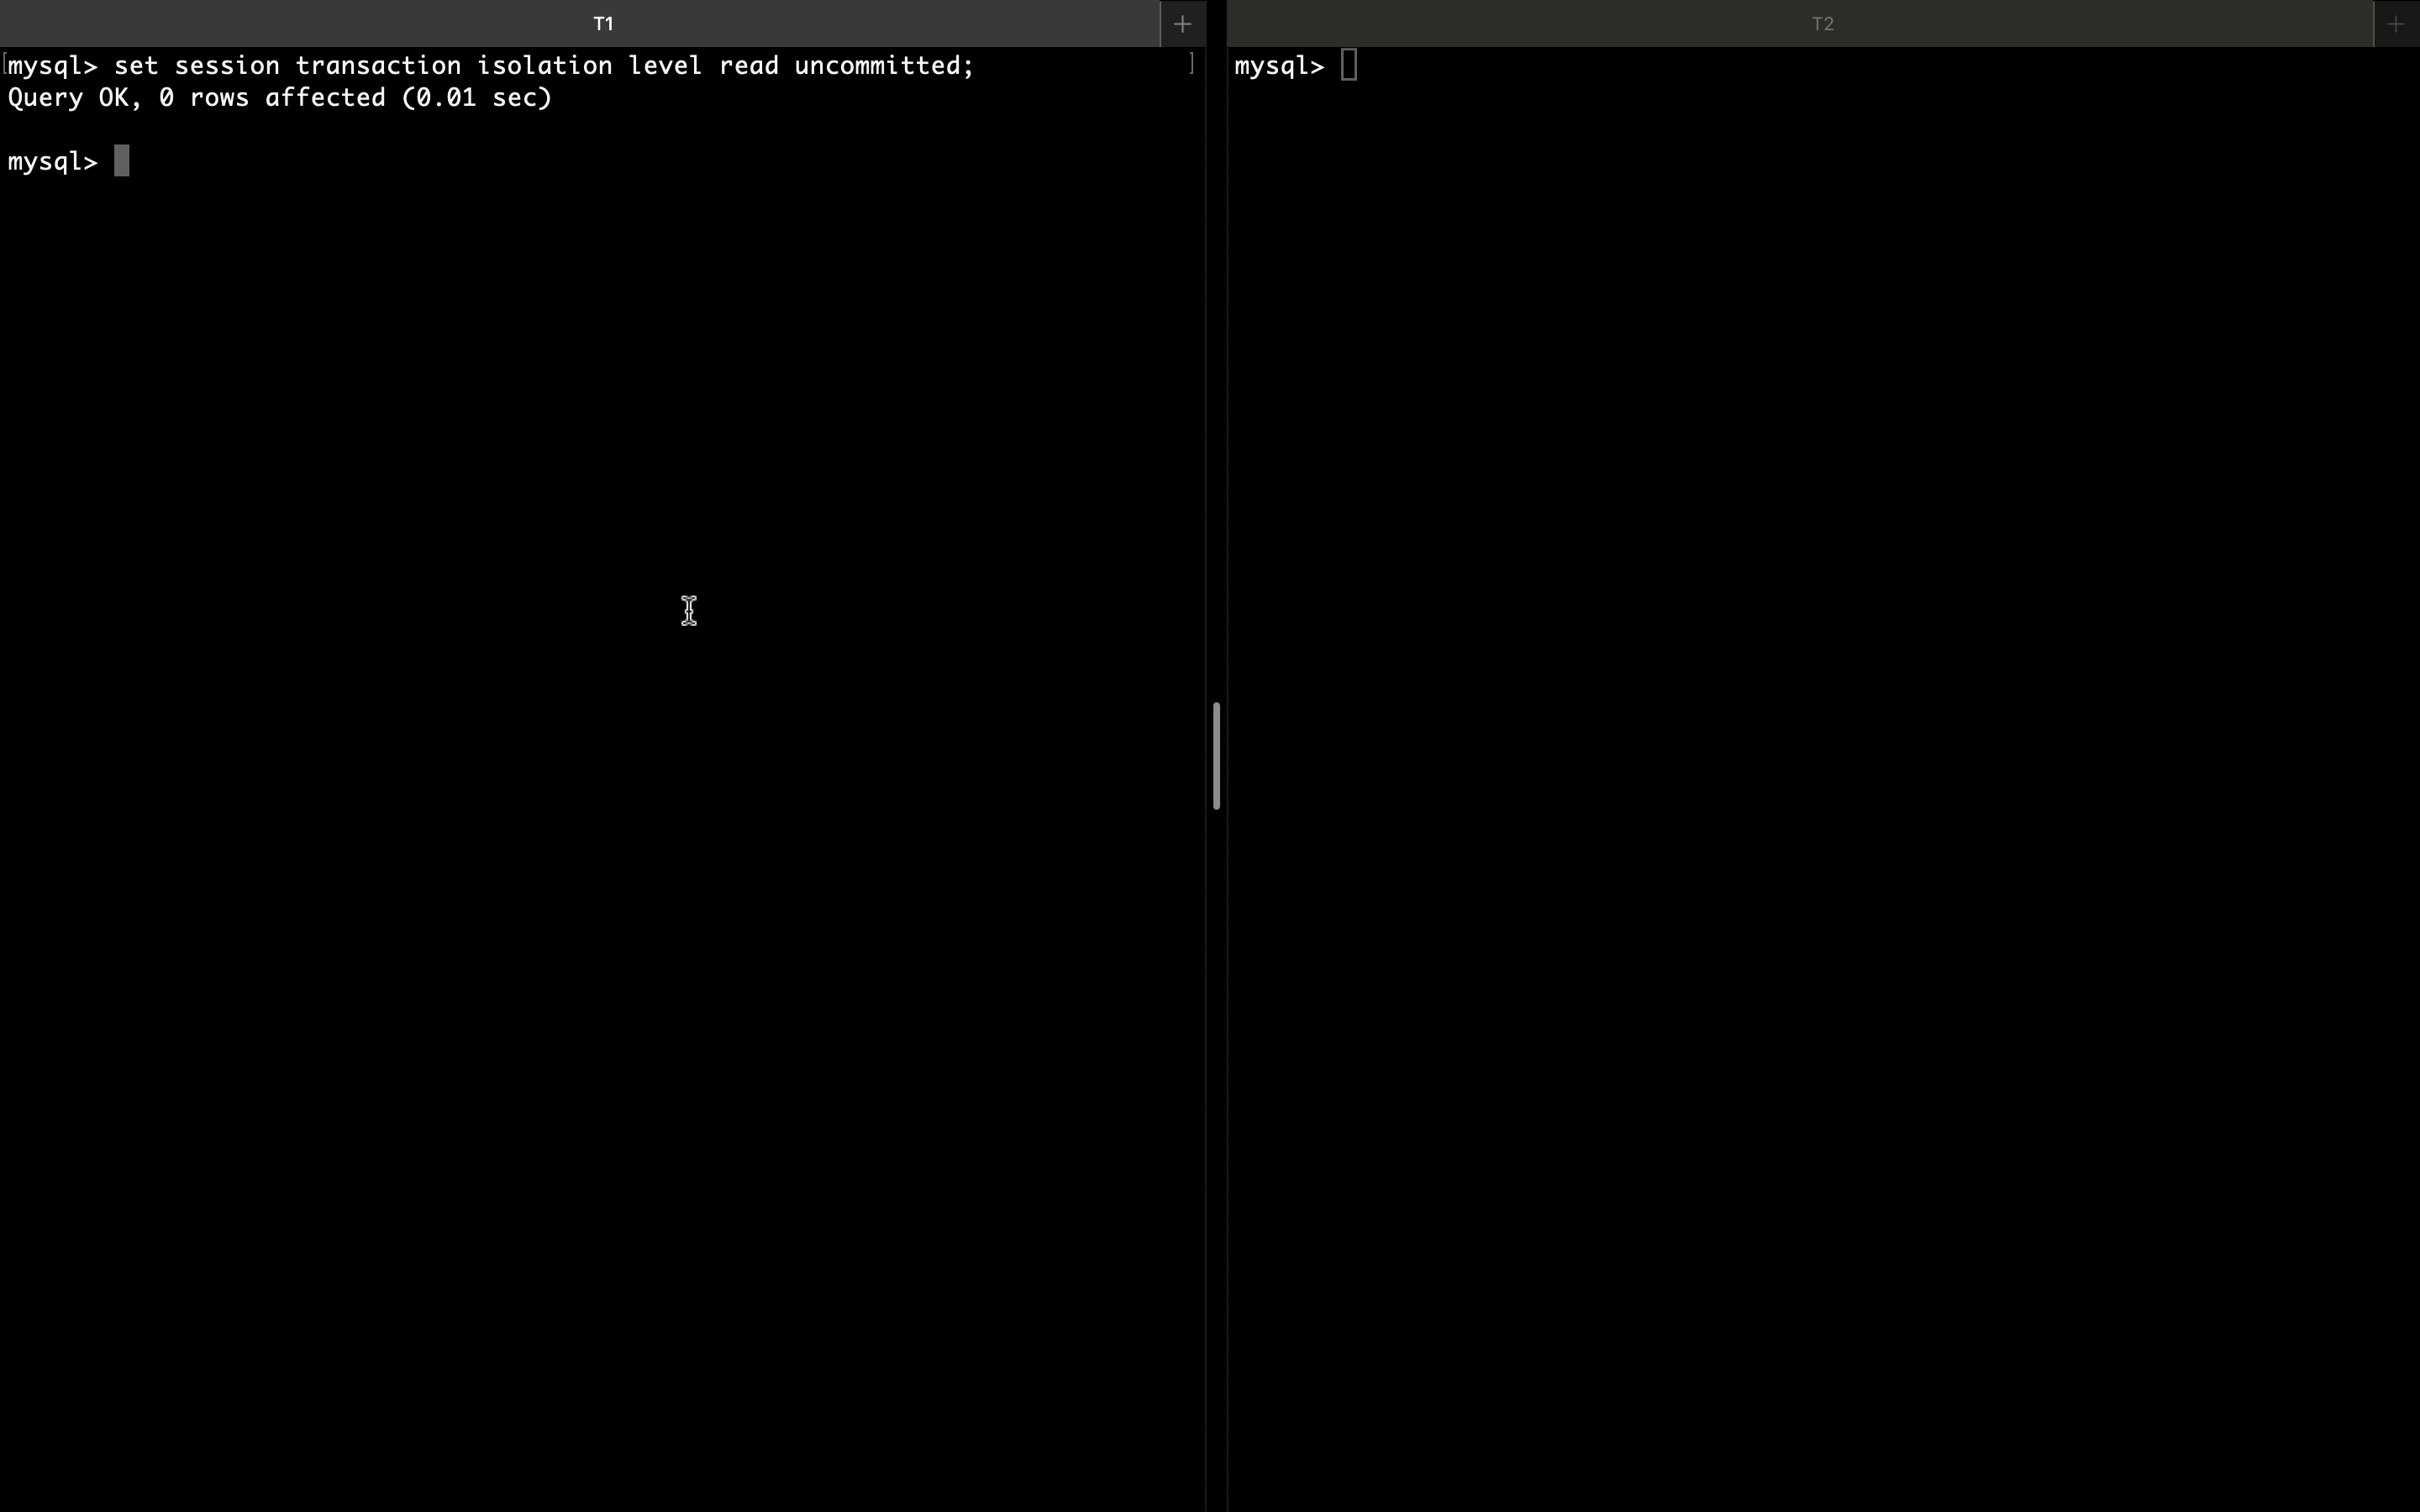 T1
+
mysql> set session transaction isolation level read uncommitted;
Query OK, 0 rows affected (0.01 sec)
mysql>
T2
+
mysql>